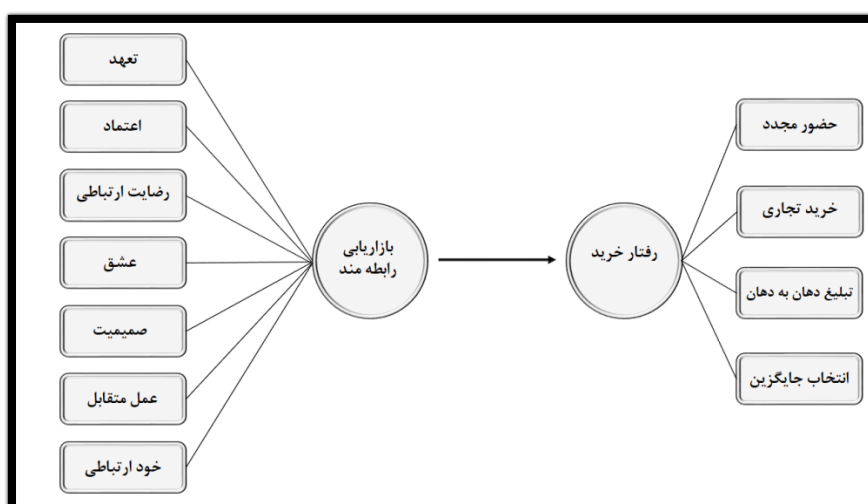 تعهد
اعتماد
رضایت ارتباطی
عشق
صمیمیت
عمل متقابل
خود ارتباطی
بازاریابی
رابطه مند
رفتار خرید
حضور مجدد
خرید تجاری
تبلیغ دهان به دهان
انتخاب جایگزین